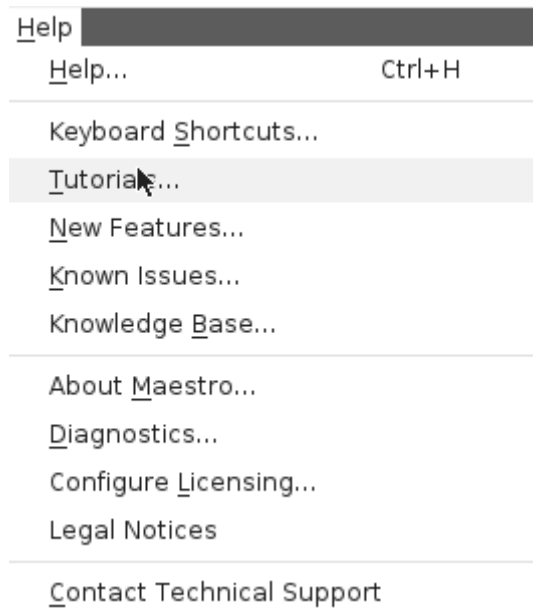 Help
Help... Ctrl+H
Keyboard Shortcuts...
Tutorials...
New Features...
Known Issues...
Knowledge Base...
About Maestro...
Diagnostics...
Configure Licensing...
Legal Notices
Contact Technical Support